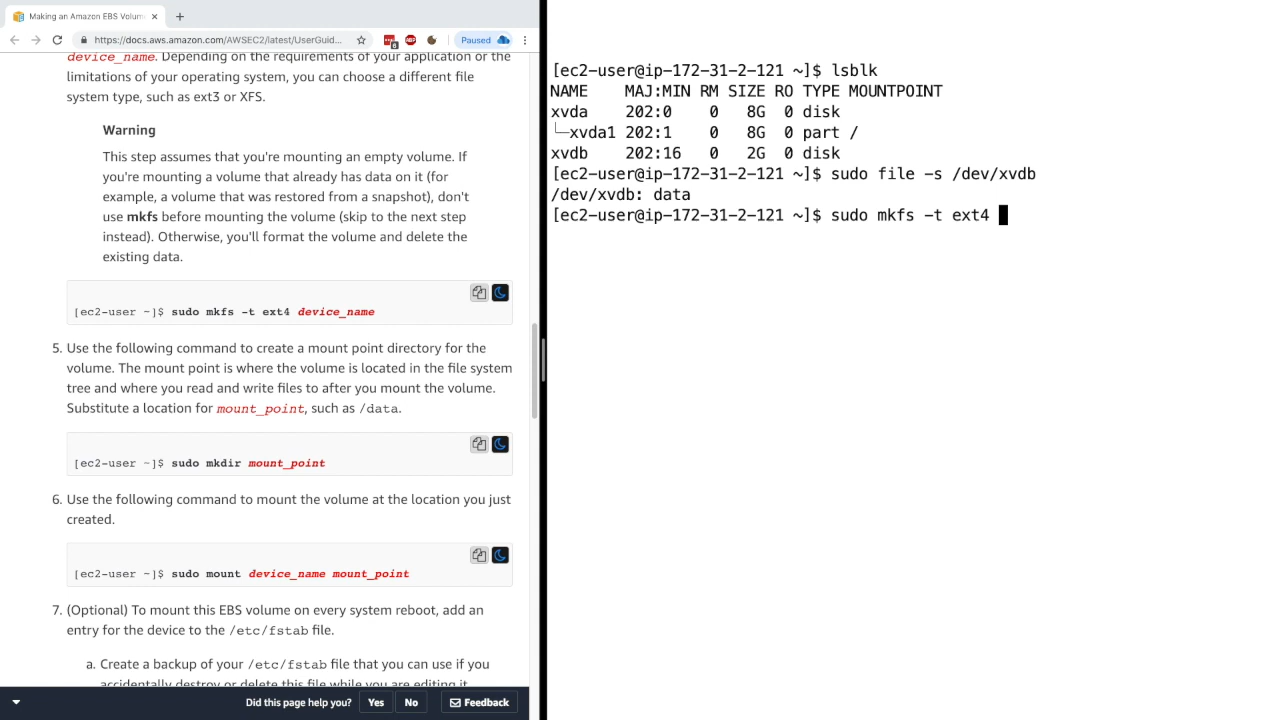 Making an Amazon EBS Volum
https://docs.aws.amazon.com/AWSEC2/latest/UserGuid...
6
ABP
Paused
device_name. Depending on the requirements of your application or the
limitations of your operating system, you can choose a different file
system type, such as ext3 or XFS.
Warning
This step assumes that you're mounting an empty volume. If
you're mounting a volume that already has data on it (for
example, a volume that was restored from a snapshot), don't
use mkfs before mounting the volume (skip to the next step
instead). Otherwise, you'll format the volume and delete the
existing data.
[ec2-user ~]$ sudo mkfs -t ext4 device_name
5. Use the following command to create a mount point directory for the
volume. The mount point is where the volume is located in the file system
tree and where you read and write files to after you mount the volume.
Substitute a location for mount_point, such as /data.
[ec2-user ~]$ sudo mkdir mount_point
6. Use the following command to mount the volume at the location you just
created.
[ec2-user ~]$ sudo mount device_name mount_point
7. (Optional) To mount this EBS volume on every system reboot, add an
entry for the device to the /etc/fstab file.
a. Create a backup of your /etc/fstab file that you can use if you
accidentally destroy or delete this file while you are editing it.
Did this page help you? Yes No Feedback
[ec2-user@ip-172-31-2-121 ~]$ lsblk
NAME MAJ:MIN RM SIZE RO TYPE MOUNTPOINT
xvda 202:0 0 8G 0 disk
└─xvda1 202:1 0 8G 0 part /
xvdb 202:16 0 2G 0 disk
[ec2-user@ip-172-31-2-121 ~]$ sudo file -s /dev/xvdb
/dev/xvdb: data
[ec2-user@ip-172-31-2-121 ~]$ sudo mkfs -t ext4